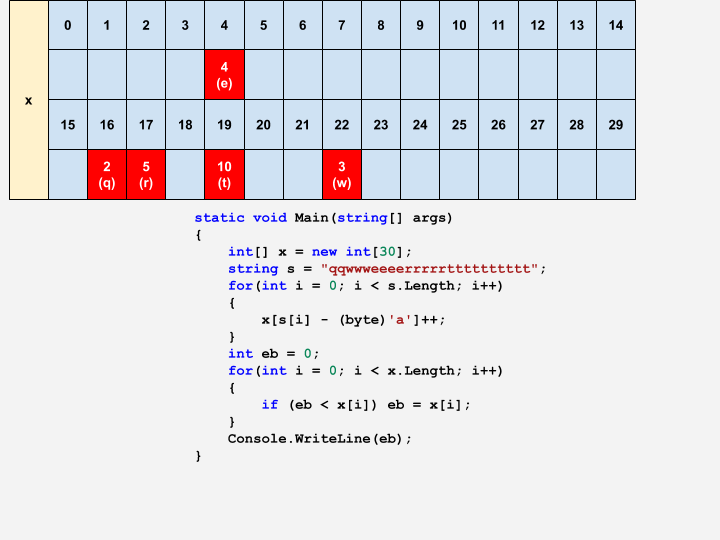 0 1 2 3 4 5 6 7 8 9 10 11 12 13 14
4
(e)
x
15 16 17 18 19 20 21 22 23 24 25 26 27 28 29
2 5 10 3
(q) (r) (t) (w)
static void Main(string[] args)
{
    int[] x = new int[30];
    string s = "qqwwweeeerrrrrtttttttttt";
    for(int i = 0; i < s.Length; i++)
    {
        x[s[i] - (byte)'a']++;
    }
    int eb = 0;
    for(int i = 0; i < x.Length; i++)
    {
        if (eb < x[i]) eb = x[i];
    }
    Console.WriteLine(eb);
}